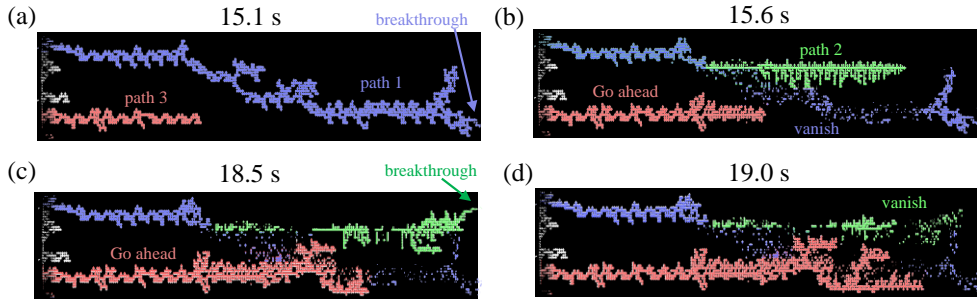 (a)
15.1 s
breakthrough
path 1
path 3
(b)
15.6 s
path 2
Go ahead
vanish
(c)
18.5 s
breakthrough
Go ahead
(d)
19.0 s
vanish